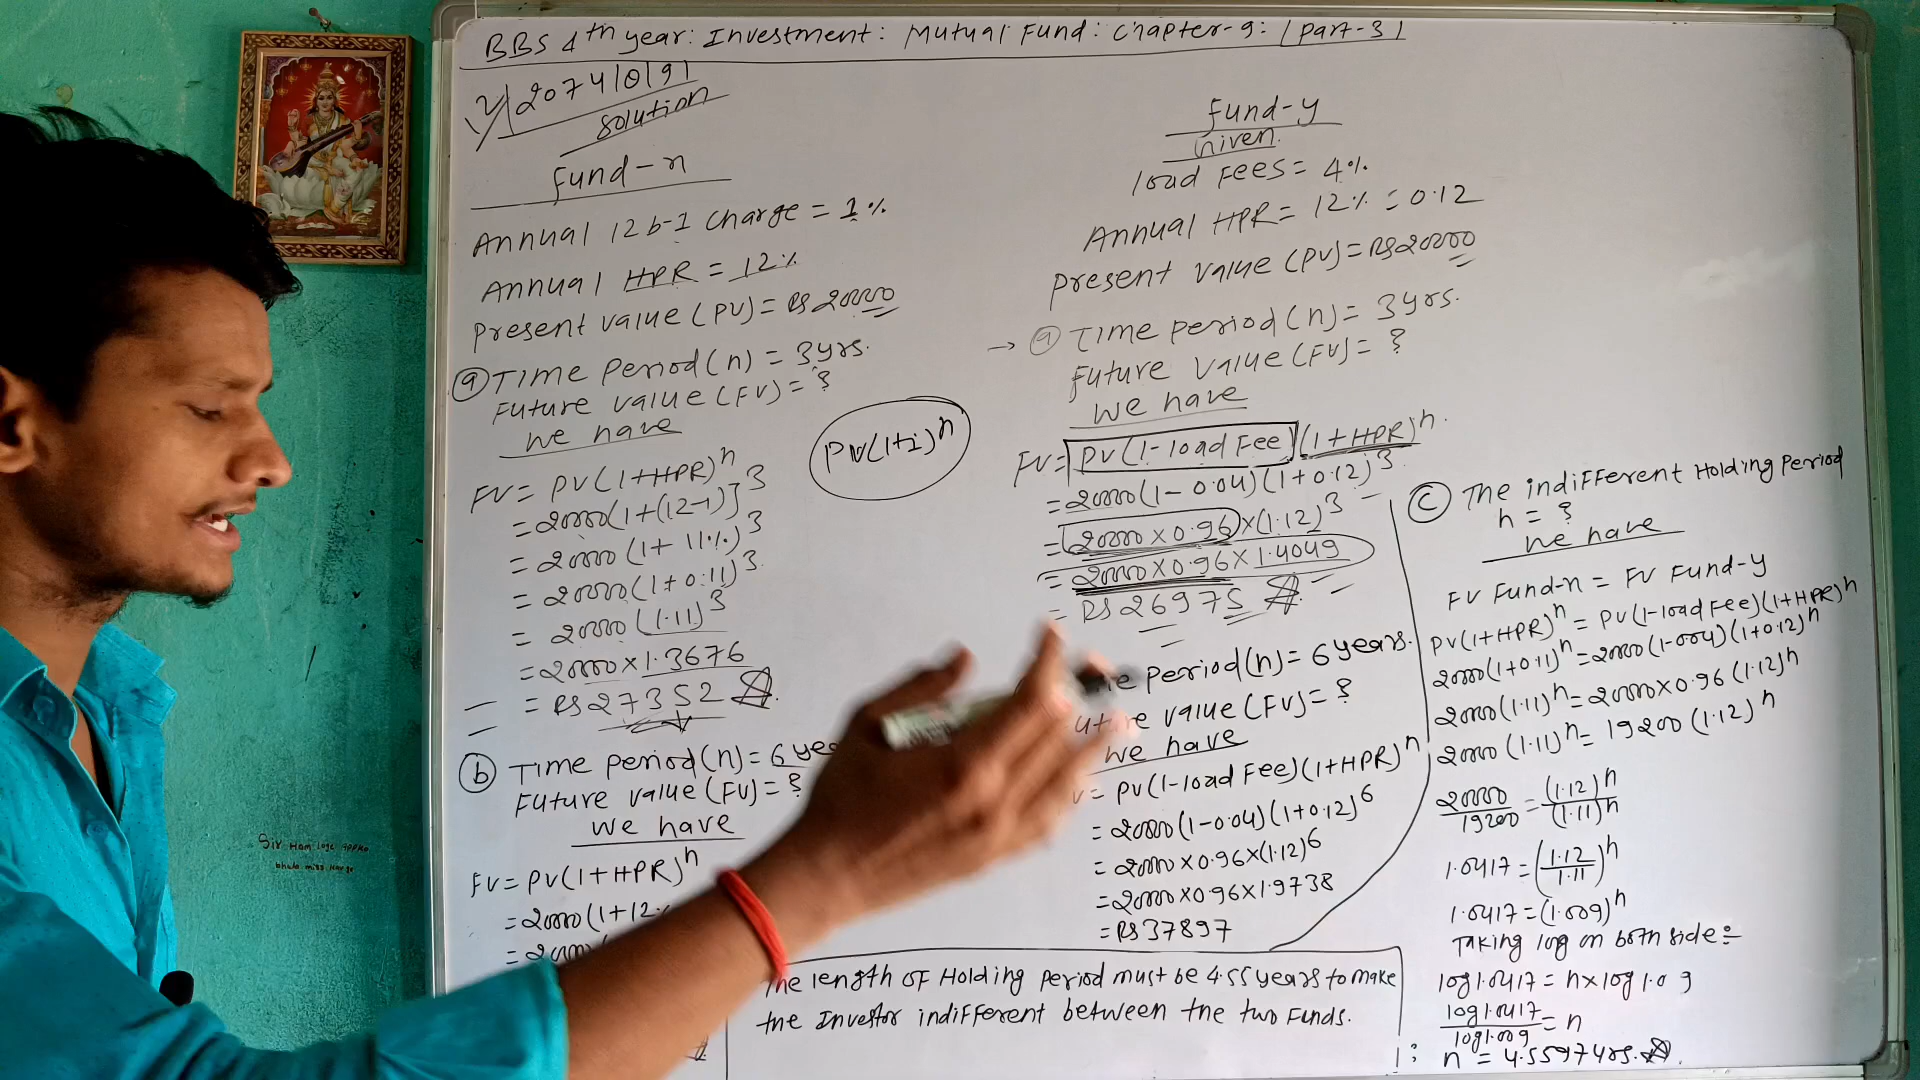 BBS 4th year: Investment: Mutual Fund: Chapter-9: (Part-3)
2074/0/9/
solution
Fund-x
Annual 12b-1 Charge = 1%
Annual HPR = 12%
Present value (PV) = Rs 20000
(a) Time Period (n) = 3 yrs.
Future value (FV) = ?
We have
FV = PV(1+HPR)^n
= 20000(1+(12-1)]^3
= 20000 (1+ 11%)^3
= 20000 (1+0.11)^3
= 20000 (1.11)^3
= 20000 × 1.3676
= Rs 27352
(b) Time period (n) = 6 yea
Future value (FV) = ?
We have
FV = PV(1+HPR)^n
= 20000 (1+12%
= 2000
PV(1+i)^n
Fund-y
Given
load Fees = 4%
Annual HPR = 12% = 0.12
Present value (PV) = Rs 20000
→ (a) Time period (n) = 3 yrs.
Future value (FV) = ?
We have
FV = PV(1-load Fee)(1+HPR)^n
= 20000(1-0.04)(1+0.12)^3
= 20000 × 0.96 × (1.12)^3
= 20000 × 0.96 × 1.4049
= Rs 26975
me period (n) = 6 years.
uture value (FV) = ?
We have
= PV(1-load Fee)(1+HPR)^n
= 20000 (1-0.04)(1+0.12)^6
= 20000 × 0.96 × (1.12)^6
= 20000 × 0.96 × 1.9738
= Rs 37897
(c) The indifferent Holding Period
n = ?
We have
FV Fund-x = FV Fund-y
PV(1+HPR)^n = PV(1-load Fee)(1+HPR)^n
20000(1+0.11)^n = 20000(1-0.04)(1+0.12)^n
20000(1.11)^n = 20000 × 0.96 (1.12)^n
20000 (1.11)^n = 19200 (1.12)^n
20000/19200 = (1.12)^n/(1.11)^n
1.0417 = (1.12/1.11)^n
1.0417 = (1.009)^n
Taking log on both side:-
log1.0417 = n × log1.09
log1.0417/log1.009 = n
∴ n = 4.5597 yrs.
The length of Holding period must be 4.55 years to make
the Investor indifferent between the two Funds.